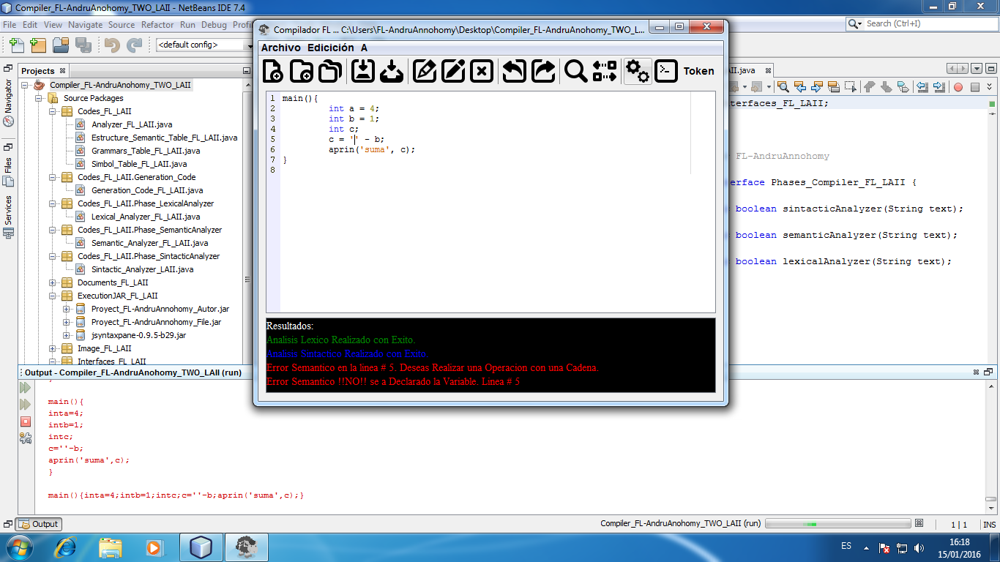 Compiler_FL-AndruAnohomy_TWO_LAII - NetBeans IDE 7.4
File Edit View Navigate Source Refactor Run Debug Profi
Search (Ctrl+I)
<default config>
Projects
Navigator
Files
Services
Compiler_FL-AndruAnohomy_TWO_LAII
Source Packages
Codes_FL_LAII
Analyzer_FL_LAII.java
Estructure_Semantic_Table_FL_LAII.java
Grammars_Table_FL_LAII.java
Simbol_Table_FL_LAII.java
Codes_FL_LAII.Generation_Code
Generation_Code_FL_LAII.java
Codes_FL_LAII.Phase_LexicalAnalyzer
Lexical_Analyzer_FL_LAII.java
Codes_FL_LAII.Phase_SemanticAnalyzer
Semantic_Analyzer_FL_LAII.java
Codes_FL_LAII.Phase_SintacticAnalyzer
Sintactic_Analyzer_LAII.java
Documents_FL_LAII
ExecutionJAR_FL_LAII
Proyect_FL-AndruAnnohomy_Autor.jar
Proyect_FL-AndruAnnohomy_File.jar
jsyntaxpane-0.9.5-b29.jar
Image_FL_LAII
Interfaces_FL_LAII
Compilador FL ... C:\Users\FL-AndruAnnohomy\Desktop\Compiler_FL-AndruAnohomy_TWO_L...
Archivo Edicición A
Token
1 main(){
2 int a = 4;
3 int b = 1;
4 int c;
5 c = '' - b;
6 aprin('suma', c);
7 }
8
Resultados:
Analisis Lexico Realizado con Exito.
Analisis Sintactico Realizado con Exito.
Error Semantico en la linea # 5. Deseas Realizar una Operacion con una Cadena.
Error Semantico !!NO!! se a Declarado la Variable. Linea # 5
II.java
terfaces_FL_LAII;
FL-AndruAnnohomy
erface Phases_Compiler_FL_LAII {
boolean sintacticAnalyzer(String text);
boolean semanticAnalyzer(String text);
boolean lexicalAnalyzer(String text);
Output - Compiler_FL-AndruAnohomy_TWO_LAII (run)
}
main(){
inta=4;
intb=1;
intc;
c=''-b;
aprin('suma',c);
}
main(){inta=4;intb=1;intc;c=''-b;aprin('suma',c);}
Output
Compiler_FL-AndruAnohomy_TWO_LAII (run)
1 | 1
INS
ES
16:18
15/01/2016